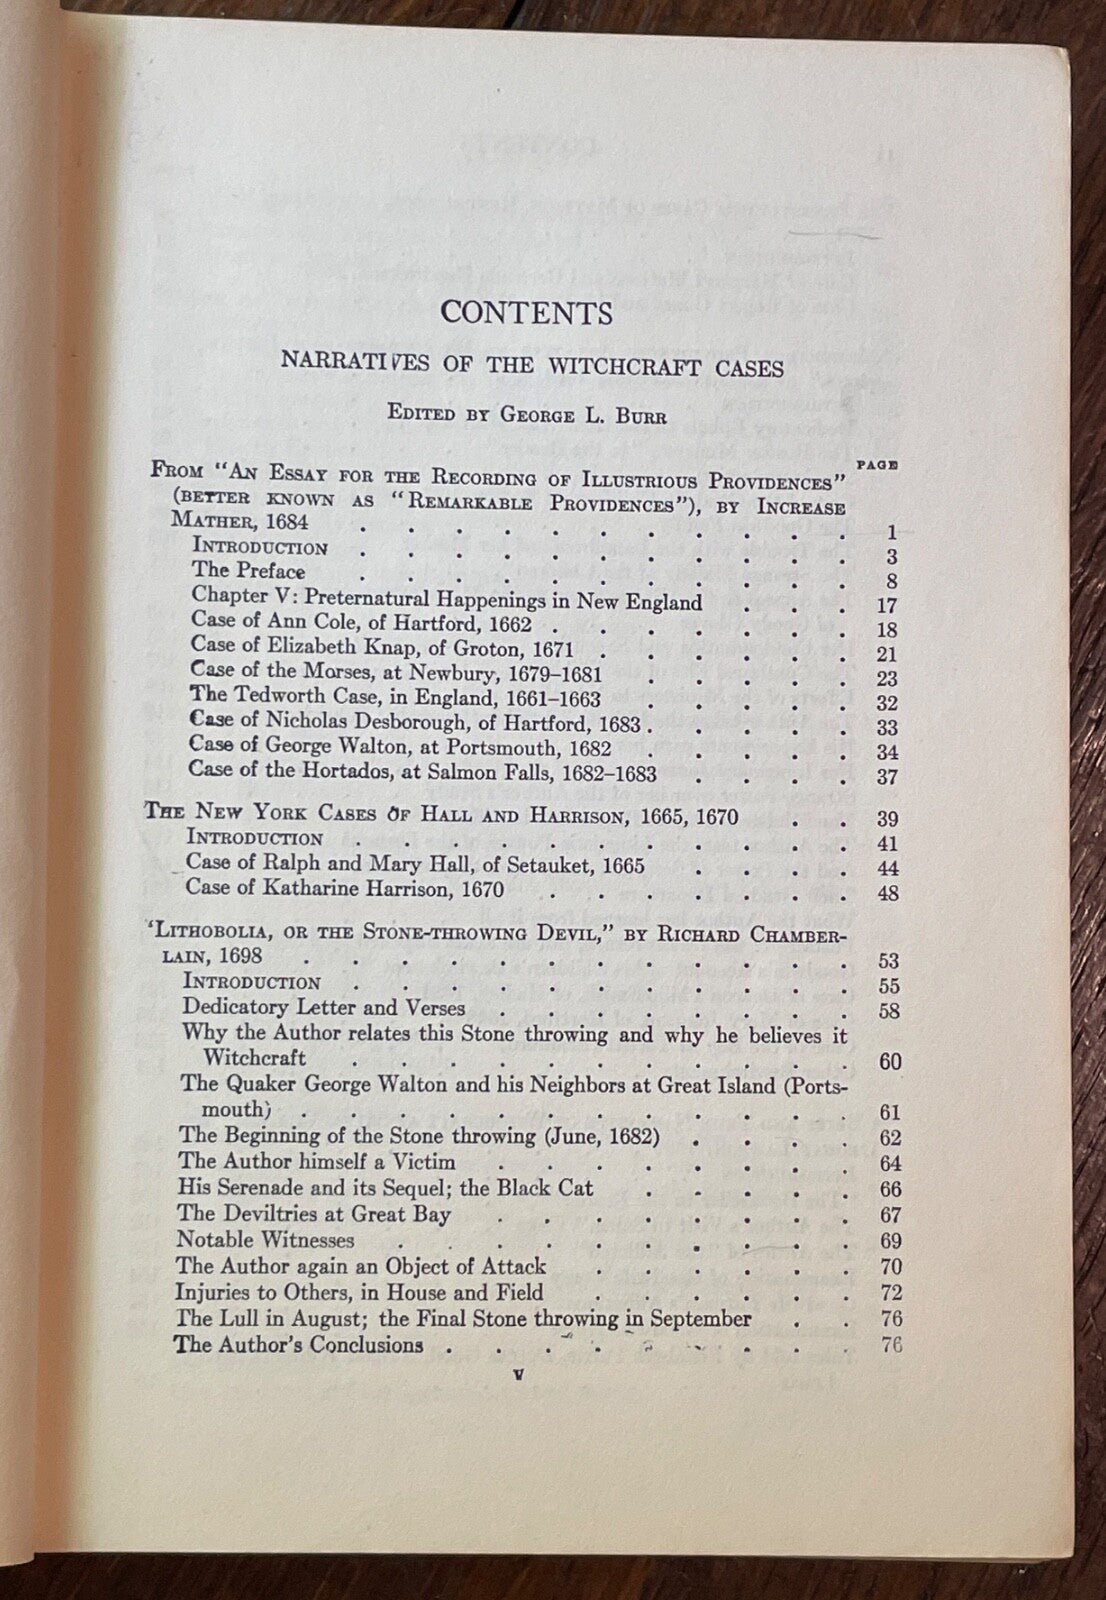 CONTENTS
NARRATIVES OF THE WITCHCRAFT CASES
EDITED BY GEORGE L. BURR
PAGE
FROM "AN ESSAY FOR THE RECORDING OF ILLUSTRIOUS PROVIDENCES"
(BETTER KNOWN AS "REMARKABLE PROVIDENCES"), BY INCREASE
MATHER, 1684 . . . . . . . . . . . 1
INTRODUCTION . . . . . . . . . . . 3
The Preface . . . . . . . . . . . 8
Chapter V: Preternatural Happenings in New England . . . 17
Case of Ann Cole, of Hartford, 1662 . . . . . . . 18
Case of Elizabeth Knap, of Groton, 1671 . . . . . . 21
Case of the Morses, at Newbury, 1679–1681 . . . . . 23
The Tedworth Case, in England, 1661–1663 . . . . . 32
Case of Nicholas Desborough, of Hartford, 1683 . . . . . 33
Case of George Walton, at Portsmouth, 1682 . . . . . 34
Case of the Hortados, at Salmon Falls, 1682–1683 . . . . 37
THE NEW YORK CASES OF HALL AND HARRISON, 1665, 1670 . . 39
INTRODUCTION . . . . . . . . . . . 41
Case of Ralph and Mary Hall, of Setauket, 1665 . . . . 44
Case of Katharine Harrison, 1670 . . . . . . . 48
'LITHOBOLIA, OR THE STONE-THROWING DEVIL," BY RICHARD CHAMBER-
LAIN, 1698 . . . . . . . . . . . . 53
INTRODUCTION . . . . . . . . . . . 55
Dedicatory Letter and Verses . . . . . . . . 58
Why the Author relates this Stone throwing and why he believes it
Witchcraft . . . . . . . . . . . 60
The Quaker George Walton and his Neighbors at Great Island (Ports-
mouth) . . . . . . . . . . . . 61
The Beginning of the Stone throwing (June, 1682) . . . . 62
The Author himself a Victim . . . . . . . . 64
His Serenade and its Sequel; the Black Cat . . . . . 66
The Deviltries at Great Bay . . . . . . . . 67
Notable Witnesses . . . . . . . . . . 69
The Author again an Object of Attack . . . . . . 70
Injuries to Others, in House and Field . . . . . . 72
The Lull in August; the Final Stone throwing in September . . 76
The Author's Conclusions . . . . . . . . . 76
v